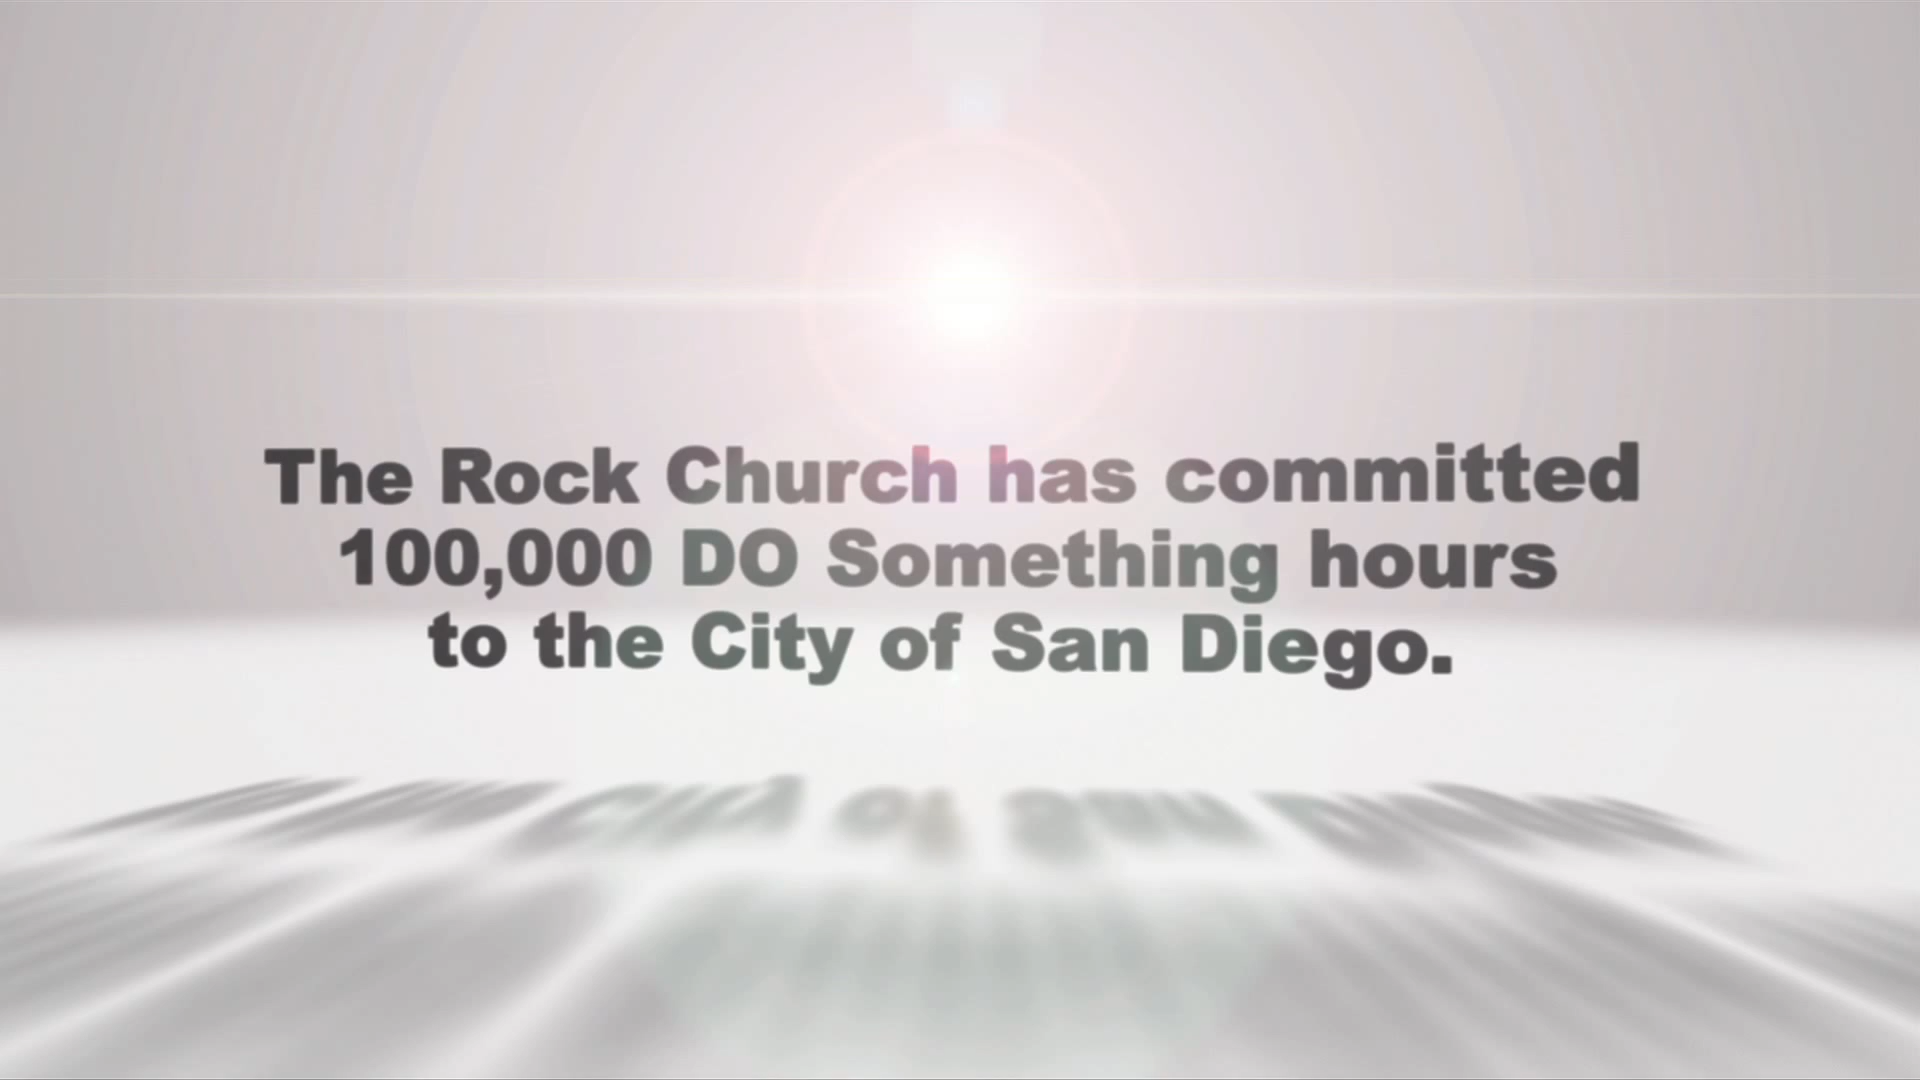 The Rock Church has committed
100,000 DO Something hours
to the City of San Diego.